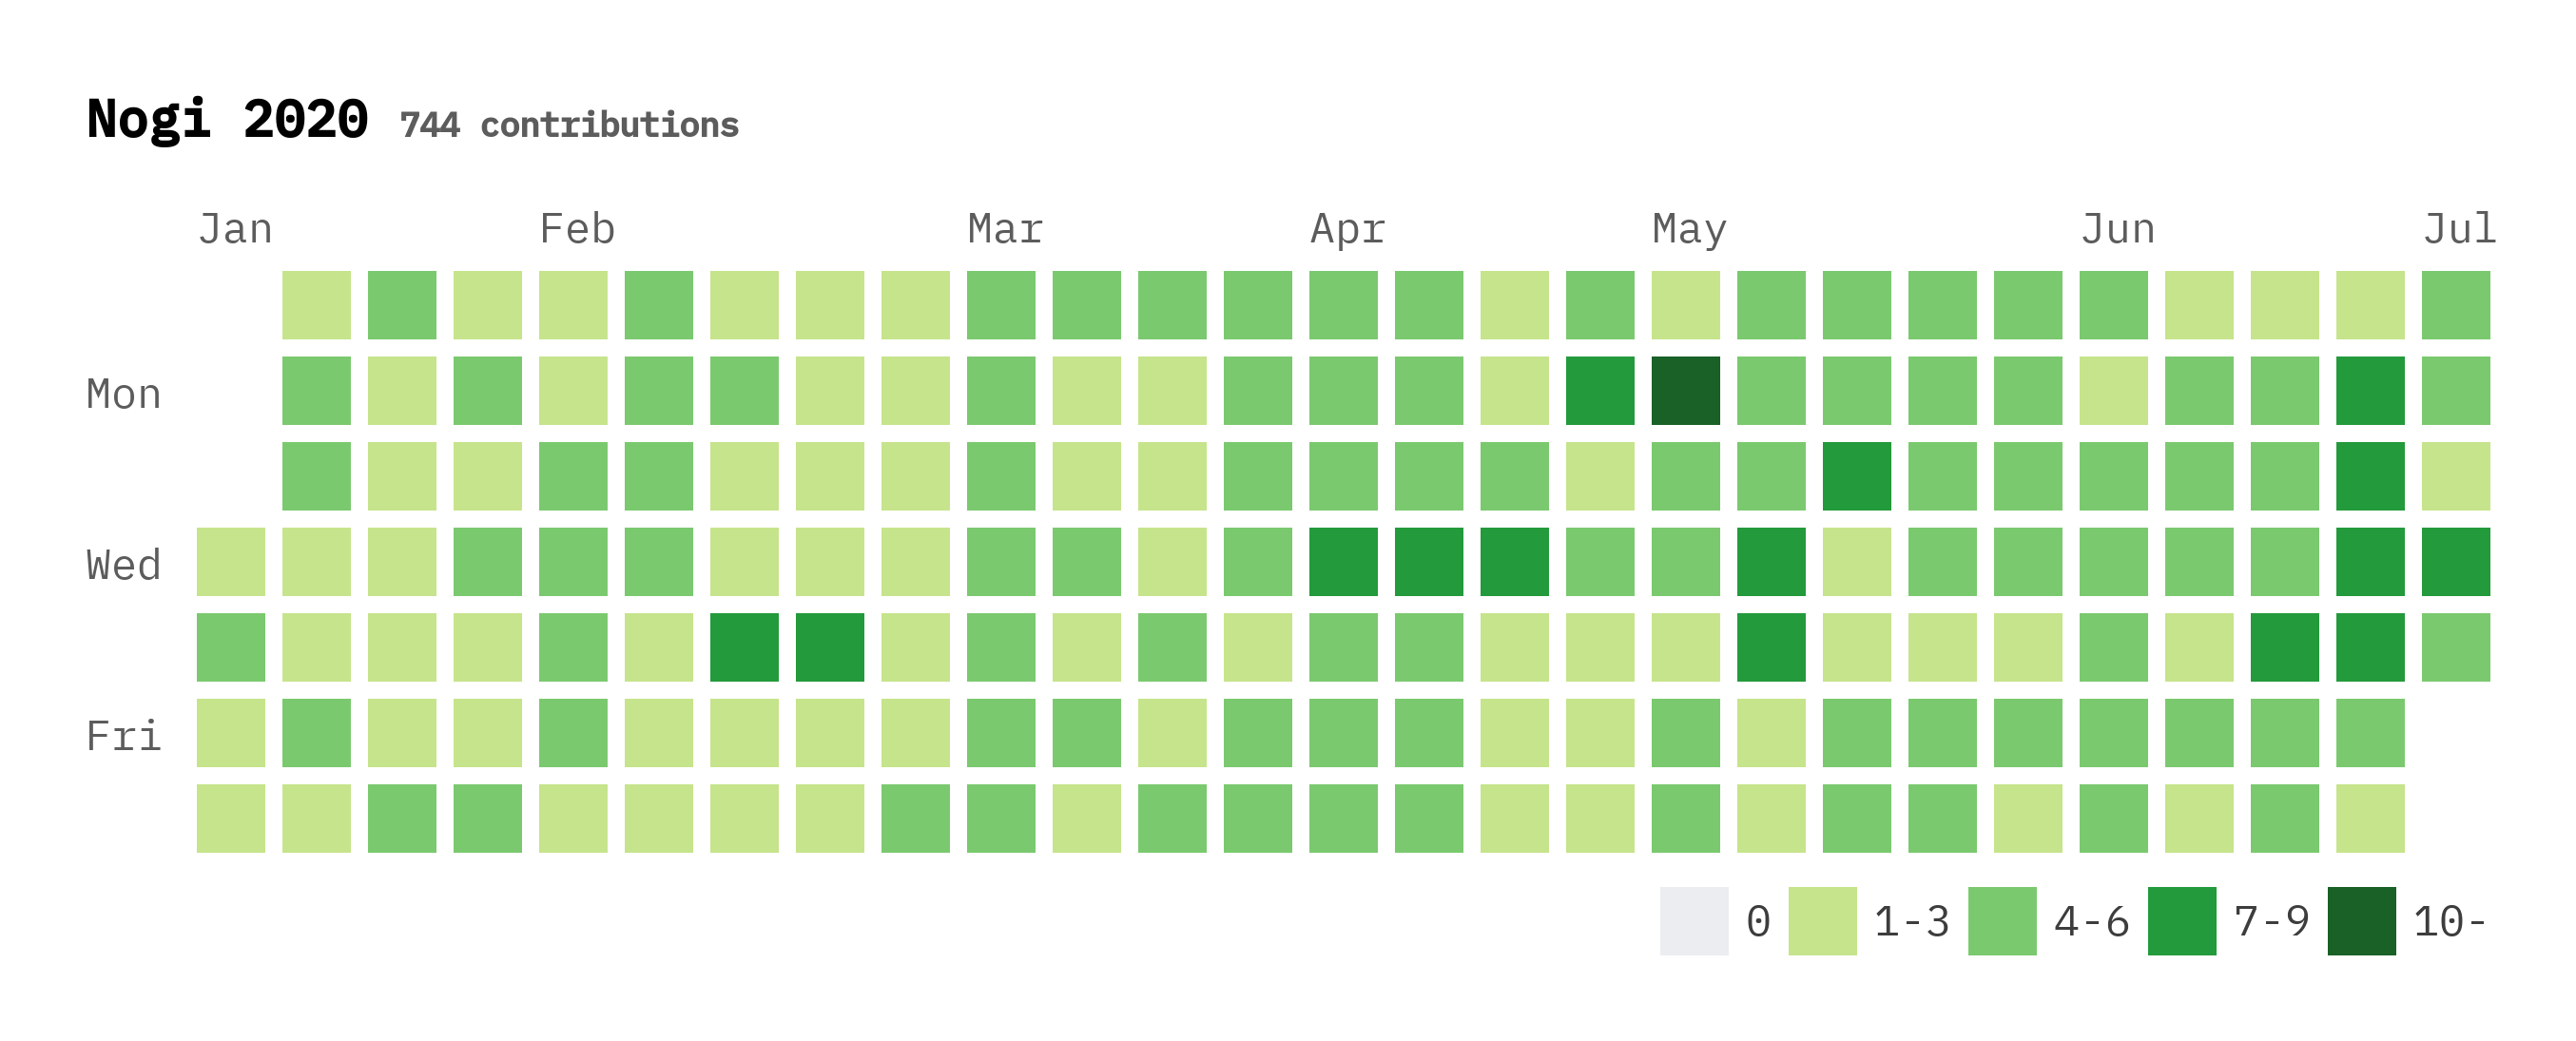 Nogi 2020 744 contributions
Jan Feb Mar Apr May Jun Jul
Mon
Wed
Fri
0 1-3 4-6 7-9 10-